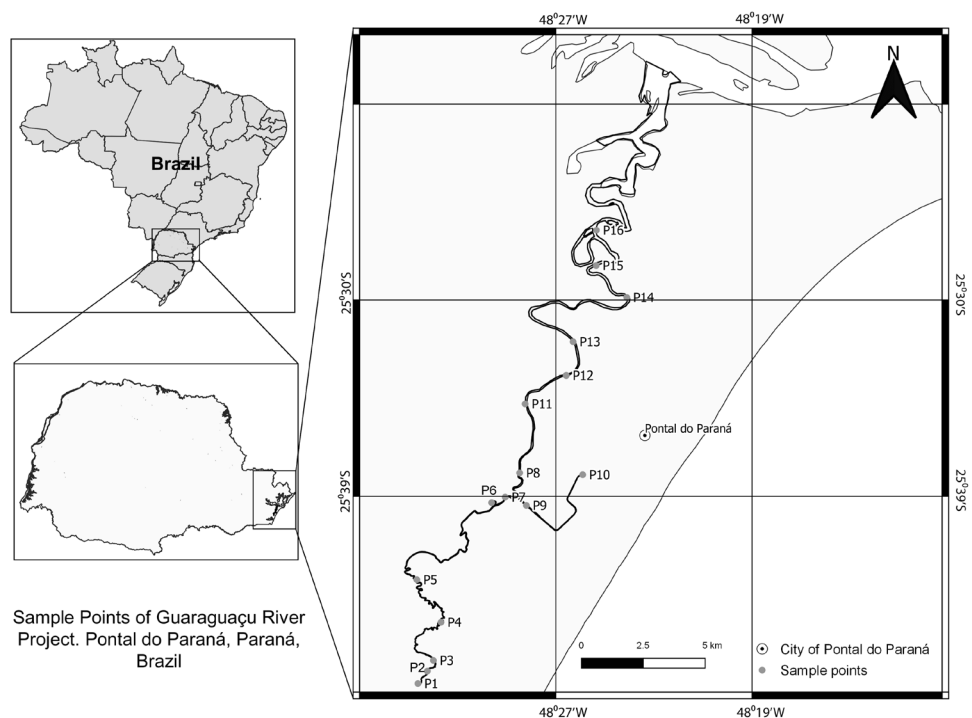 48°27'W 48°19'W
N
Brazil
P16
P15
25°30'S
25°30'S
P14
P13
P12
P11
Pontal do Paraná
P8
P10
25°39'S
25°39'S
P6
P7
P9
P5
P4
P3
P2
P1
Sample Points of Guaraguaçu River
Project. Pontal do Paraná, Paraná,
Brazil
0 2.5 5 km
City of Pontal do Paraná
Sample points
48°27'W 48°19'W